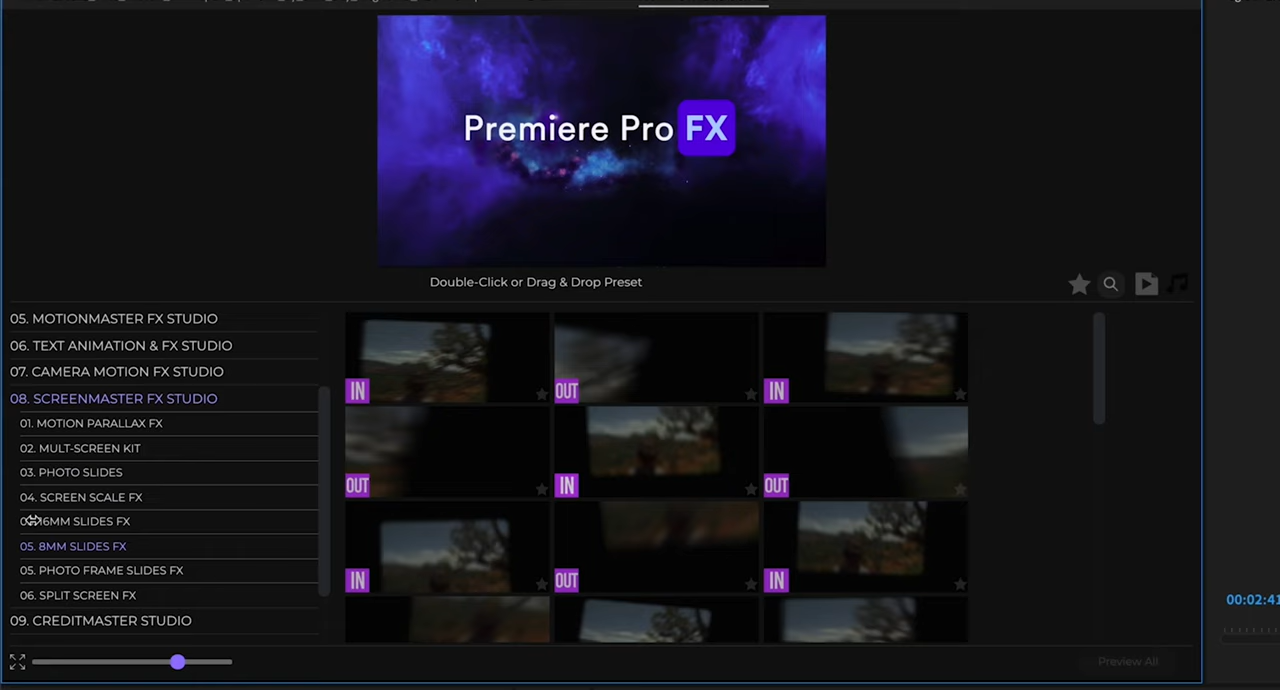 Premiere Pro FX
Double-Click or Drag & Drop Preset
05. MOTIONMASTER FX STUDIO
06. TEXT ANIMATION & FX STUDIO
07. CAMERA MOTION FX STUDIO
08. SCREENMASTER FX STUDIO
01. MOTION PARALLAX FX
02. MULT-SCREEN KIT
03. PHOTO SLIDES
04. SCREEN SCALE FX
16MM SLIDES FX
05. 8MM SLIDES FX
05. PHOTO FRAME SLIDES FX
06. SPLIT SCREEN FX
09. CREDITMASTER STUDIO
IN OUT IN
OUT IN OUT
IN OUT IN
00:02:41
Preview All